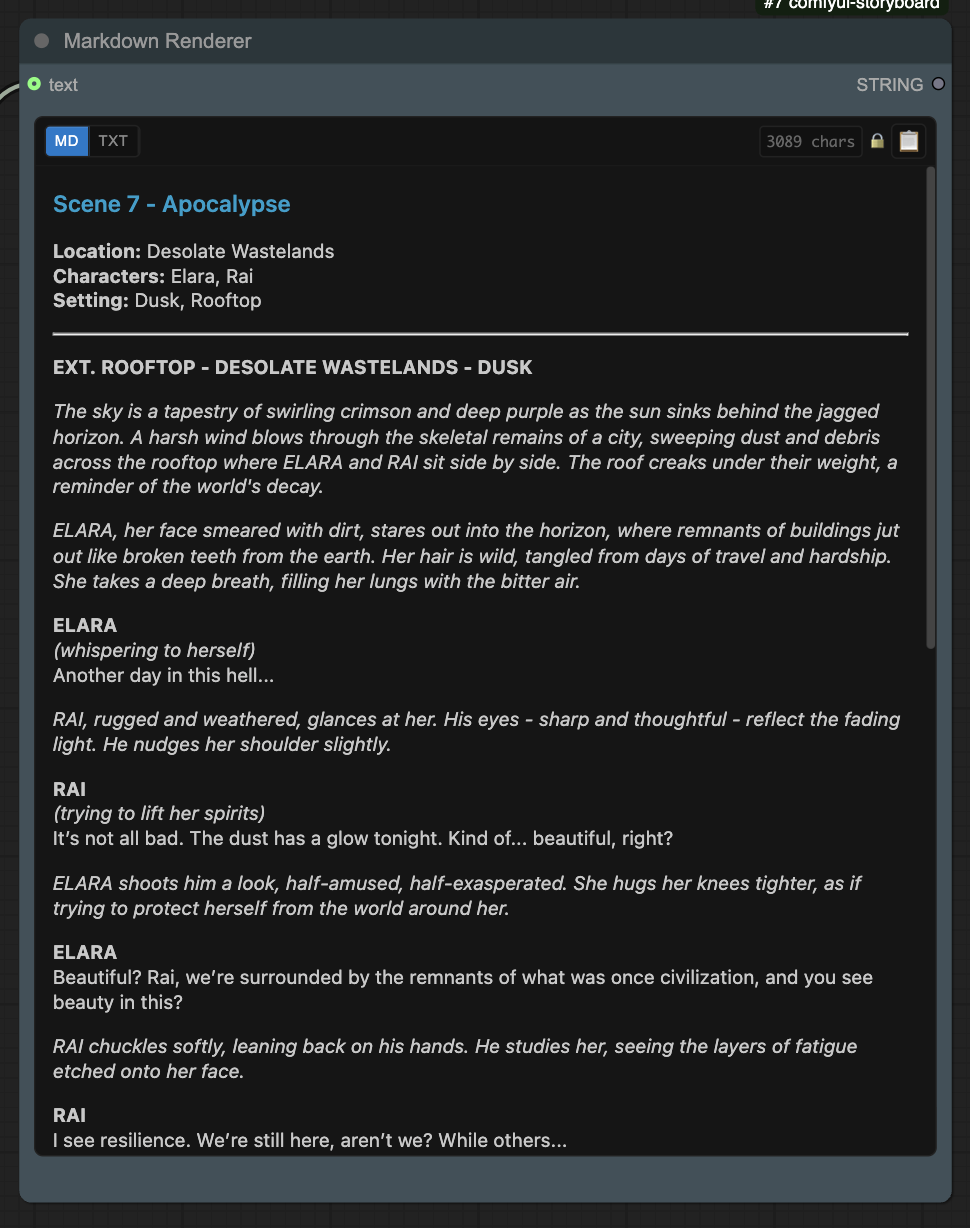 #7 comfyui-storyboard
Markdown Renderer
text
STRING
MD
TXT
3089 chars
Scene 7 - Apocalypse
Location: Desolate Wastelands
Characters: Elara, Rai
Setting: Dusk, Rooftop
EXT. ROOFTOP - DESOLATE WASTELANDS - DUSK
The sky is a tapestry of swirling crimson and deep purple as the sun sinks behind the jagged
horizon. A harsh wind blows through the skeletal remains of a city, sweeping dust and debris
across the rooftop where ELARA and RAI sit side by side. The roof creaks under their weight, a
reminder of the world's decay.
ELARA, her face smeared with dirt, stares out into the horizon, where remnants of buildings jut
out like broken teeth from the earth. Her hair is wild, tangled from days of travel and hardship.
She takes a deep breath, filling her lungs with the bitter air.
ELARA
(whispering to herself)
Another day in this hell...
RAI, rugged and weathered, glances at her. His eyes - sharp and thoughtful - reflect the fading
light. He nudges her shoulder slightly.
RAI
(trying to lift her spirits)
It’s not all bad. The dust has a glow tonight. Kind of... beautiful, right?
ELARA shoots him a look, half-amused, half-exasperated. She hugs her knees tighter, as if
trying to protect herself from the world around her.
ELARA
Beautiful? Rai, we’re surrounded by the remnants of what was once civilization, and you see
beauty in this?
RAI chuckles softly, leaning back on his hands. He studies her, seeing the layers of fatigue
etched onto her face.
RAI
I see resilience. We’re still here, aren’t we? While others...